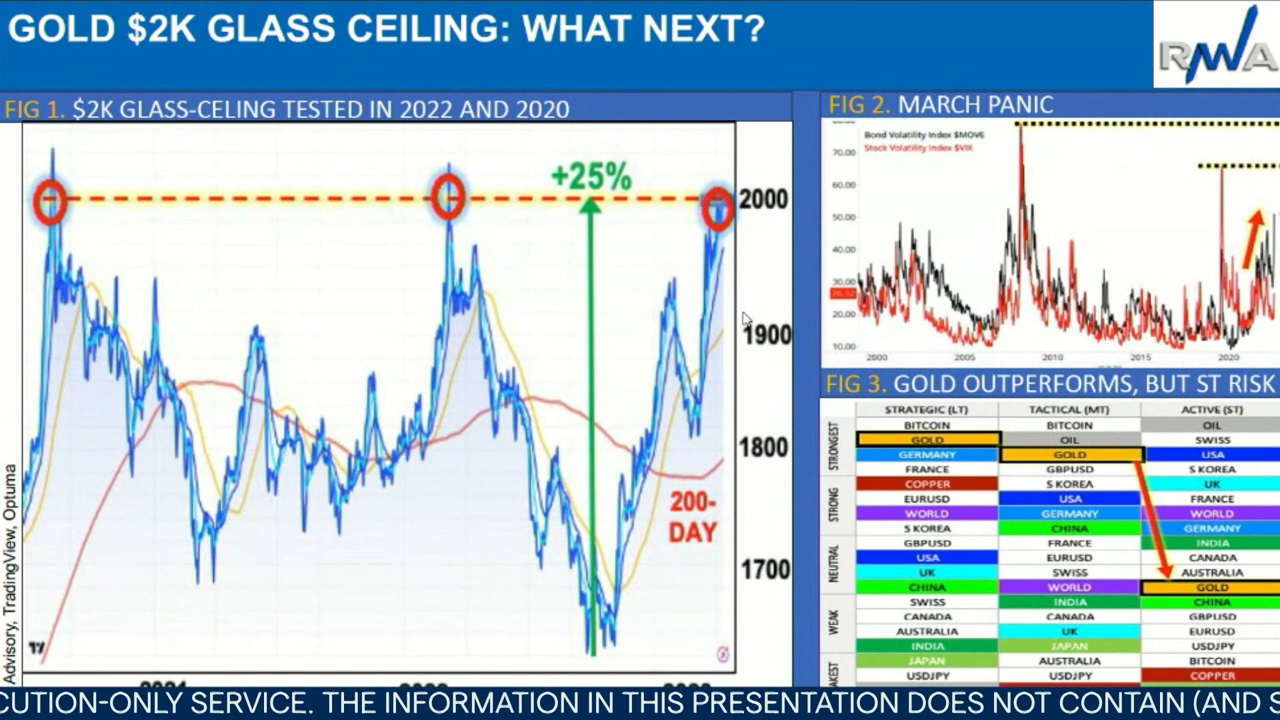 GOLD $2K GLASS CEILING: WHAT NEXT?
RWA
FIG 1. $2K GLASS-CELING TESTED IN 2022 AND 2020
+25%
2000
1900
1800
1700
200-
DAY
Advisory, TradingView, Optuma
FIG 2. MARCH PANIC
Bond Volatility Index $MOVE
Stock Volatility Index $VIX
70.00
60.00
50.00
40.00
30.00
26.52
20.00
10.00
2000 2005 2010 2015 2020
FIG 3. GOLD OUTPERFORMS, BUT ST RISK
STRATEGIC (LT) TACTICAL (MT) ACTIVE (ST)
STRONGEST
STRONG
NEUTRAL
WEAK
BITCOIN BITCOIN OIL
GOLD OIL SWISS
GERMANY GOLD USA
FRANCE GBPUSD S KOREA
COPPER S KOREA UK
EURUSD USA FRANCE
WORLD GERMANY WORLD
S KOREA CHINA GERMANY
GBPUSD FRANCE INDIA
USA EURUSD CANADA
UK SWISS AUSTRALIA
CHINA WORLD GOLD
SWISS INDIA CHINA
CANADA CANADA GBPUSD
AUSTRALIA UK EURUSD
INDIA JAPAN USDJPY
JAPAN AUSTRALIA BITCOIN
USDJPY USDJPY COPPER
CUTION-ONLY SERVICE. THE INFORMATION IN THIS PRESENTATION DOES NOT CONTAIN (AND S